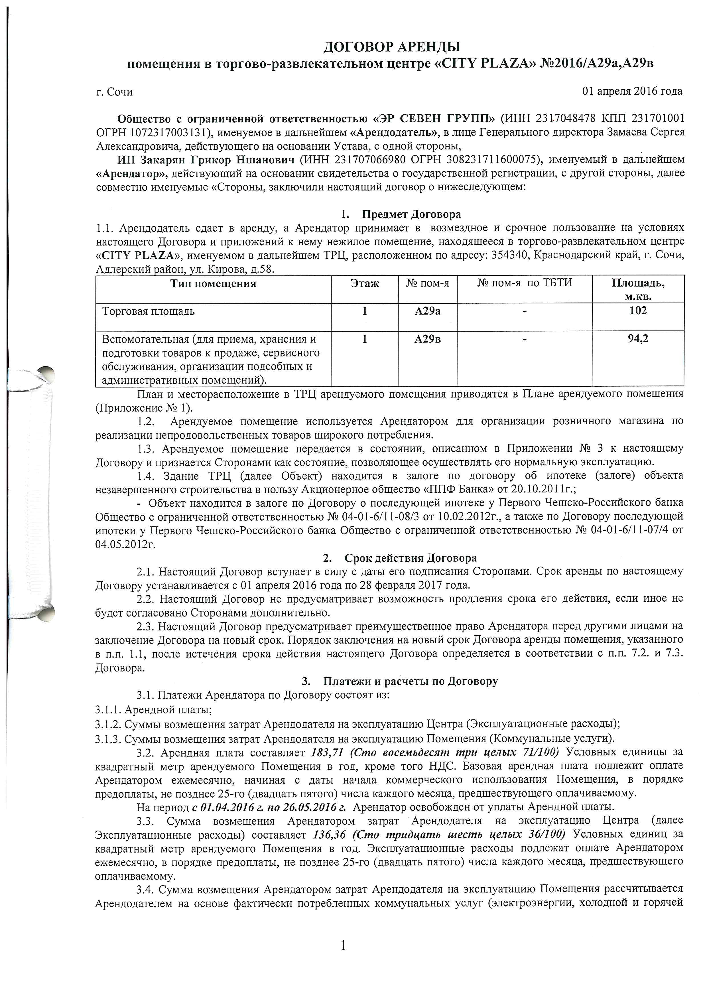 ДОГОВОР АРЕНДЫ
помещения в торгово-развлекательном центре «CITY PLAZA» №2016/А29а,А29в
г. Сочи 01 апреля 2016 года
Общество с ограниченной ответственностью «ЭР СЕВЕН ГРУПП» (ИНН 2317048478 КПП 231701001
ОГРН 1072317003131), именуемое в дальнейшем «Арендодатель», в лице Генерального директора Замаева Сергея
Александровича, действующего на основании Устава, с одной стороны,
ИП Закарян Грикор Ншанович (ИНН 231707066980 ОГРН 308231711600075), именуемый в дальнейшем
«Арендатор», действующий на основании свидетельства о государственной регистрации, с другой стороны, далее
совместно именуемые «Стороны, заключили настоящий договор о нижеследующем:
1. Предмет Договора
1.1. Арендодатель сдает в аренду, а Арендатор принимает в возмездное и срочное пользование на условиях
настоящего Договора и приложений к нему нежилое помещение, находящееся в торгово-развлекательном центре
«CITY PLAZA», именуемом в дальнейшем ТРЦ, расположенном по адресу: 354340, Краснодарский край, г. Сочи,
Адлерский район, ул. Кирова, д.58.
Тип помещения Этаж № пом-я № пом-я по ТБТИ Площадь,
м.кв.
Торговая площадь 1 А29а - 102
Вспомогательная (для приема, хранения и 1 А29в - 94,2
подготовки товаров к продаже, сервисного
обслуживания, организации подсобных и
административных помещений).
План и месторасположение в ТРЦ арендуемого помещения приводятся в Плане арендуемого помещения
(Приложение № 1).
1.2. Арендуемое помещение используется Арендатором для организации розничного магазина по
реализации непродовольственных товаров широкого потребления.
1.3. Арендуемое помещение передается в состоянии, описанном в Приложении № 3 к настоящему
Договору и признается Сторонами как состояние, позволяющее осуществлять его нормальную эксплуатацию.
1.4. Здание ТРЦ (далее Объект) находится в залоге по договору об ипотеке (залоге) объекта
незавершенного строительства в пользу Акционерное общество «ППФ Банка» от 20.10.2011г.;
- Объект находится в залоге по Договору о последующей ипотеке у Первого Чешско-Российского банка
Общество с ограниченной ответственностью № 04-01-6/11-08/3 от 10.02.2012г., а также по Договору последующей
ипотеки у Первого Чешско-Российского банка Общество с ограниченной ответственностью № 04-01-6/11-07/4 от
04.05.2012г.
2. Срок действия Договора
2.1. Настоящий Договор вступает в силу с даты его подписания Сторонами. Срок аренды по настоящему
Договору устанавливается с 01 апреля 2016 года по 28 февраля 2017 года.
2.2. Настоящий Договор не предусматривает возможность продления срока его действия, если иное не
будет согласовано Сторонами дополнительно.
2.3. Настоящий Договор предусматривает преимущественное право Арендатора перед другими лицами на
заключение Договора на новый срок. Порядок заключения на новый срок Договора аренды помещения, указанного
в п.п. 1.1, после истечения срока действия настоящего Договора определяется в соответствии с п.п. 7.2. и 7.3.
Договора.
3. Платежи и расчеты по Договору
3.1. Платежи Арендатора по Договору состоят из:
3.1.1. Арендной платы;
3.1.2. Суммы возмещения затрат Арендодателя на эксплуатацию Центра (Эксплуатационные расходы);
3.1.3. Суммы возмещения затрат Арендодателя на эксплуатацию Помещения (Коммунальные услуги).
3.2. Арендная плата составляет 183,71 (Сто восемьдесят три целых 71/100) Условных единицы за
квадратный метр арендуемого Помещения в год, кроме того НДС. Базовая арендная плата подлежит оплате
Арендатором ежемесячно, начиная с даты начала коммерческого использования Помещения, в порядке
предоплаты, не позднее 25-го (двадцать пятого) числа каждого месяца, предшествующего оплачиваемому.
На период с 01.04.2016 г. по 26.05.2016 г. Арендатор освобожден от уплаты Арендной платы.
3.3. Сумма возмещения Арендатором затрат Арендодателя на эксплуатацию Центра (далее
Эксплуатационные расходы) составляет 136,36 (Сто тридцать шесть целых 36/100) Условных единиц за
квадратный метр арендуемого Помещения в год. Эксплуатационные расходы подлежат оплате Арендатором
ежемесячно, в порядке предоплаты, не позднее 25-го (двадцать пятого) числа каждого месяца, предшествующего
оплачиваемому.
3.4. Сумма возмещения Арендатором затрат Арендодателя на эксплуатацию Помещения рассчитывается
Арендодателем на основе фактически потребленных коммунальных услуг (электроэнергии, холодной и горячей
1